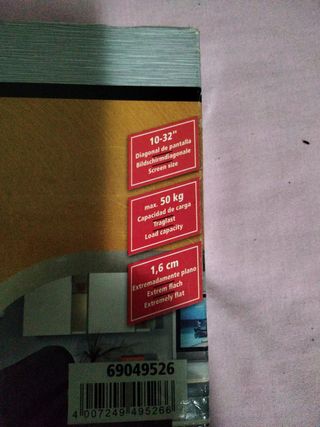 10-32"
Diagonal de pantalla
Bildschirmdiagonale
Screen size
max. 50 kg
Capacidad de carga
Traglast
Load capacity
1,6 cm
Extremadamente plano
Extrem flach
Extremely flat
69049526
4 007249 495266